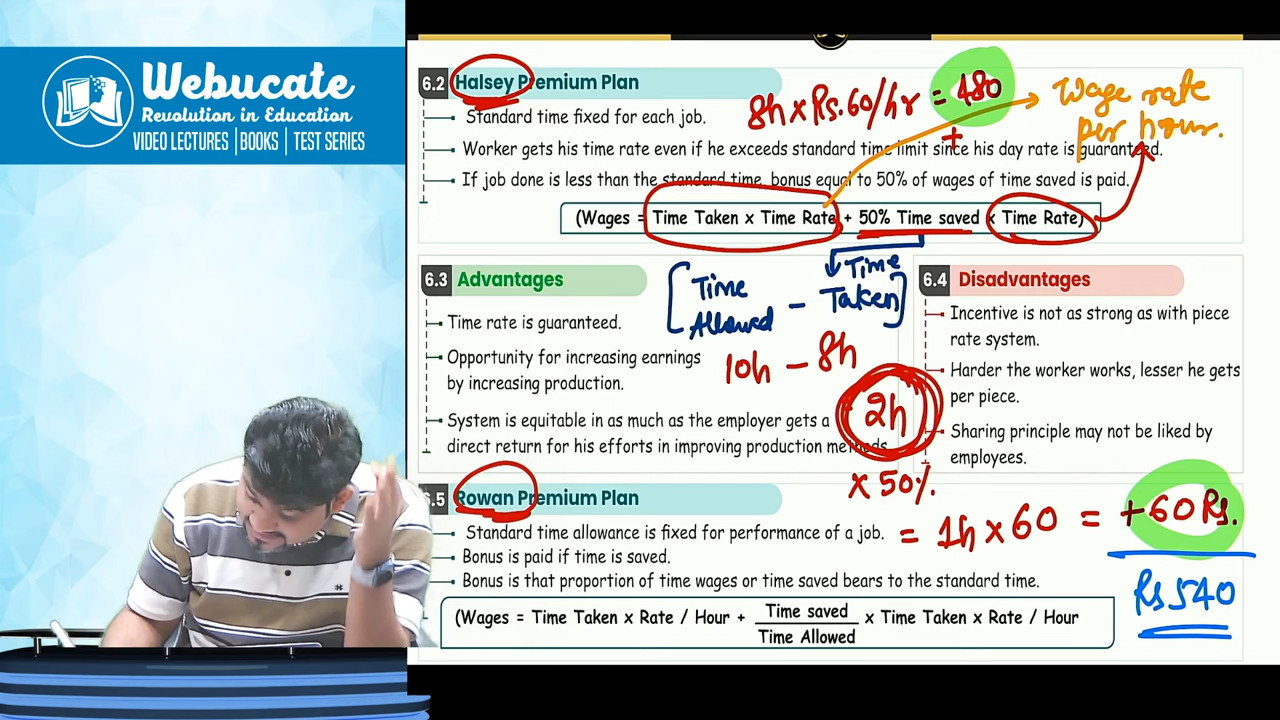 Webucate
Revolution in Education
VIDEO LECTURES | BOOKS | TEST SERIES
6.2 Halsey Premium Plan
Standard time fixed for each job.
Worker gets his time rate even if he exceeds standard time limit since his day rate is guaranteed.
If job done is less than the standard time, bonus equal to 50% of wages of time saved is paid.
(Wages = Time Taken x Time Rate + 50% Time saved x Time Rate)
8h x Rs.60/hr = 480
+
Wage rate
per hour.
6.3 Advantages
Time rate is guaranteed.
Opportunity for increasing earnings
by increasing production.
System is equitable in as much as the employer gets a
direct return for his efforts in improving production methods.
[Time Allowed - Time Taken]
10h - 8h
2h
x 50%
= 1h x 60 = +60 Rs.
Rs 540
6.4 Disadvantages
Incentive is not as strong as with piece
rate system.
Harder the worker works, lesser he gets
per piece.
Sharing principle may not be liked by
employees.
6.5 Rowan Premium Plan
Standard time allowance is fixed for performance of a job.
Bonus is paid if time is saved.
Bonus is that proportion of time wages or time saved bears to the standard time.
(Wages = Time Taken x Rate / Hour + Time saved / Time Allowed x Time Taken x Rate / Hour